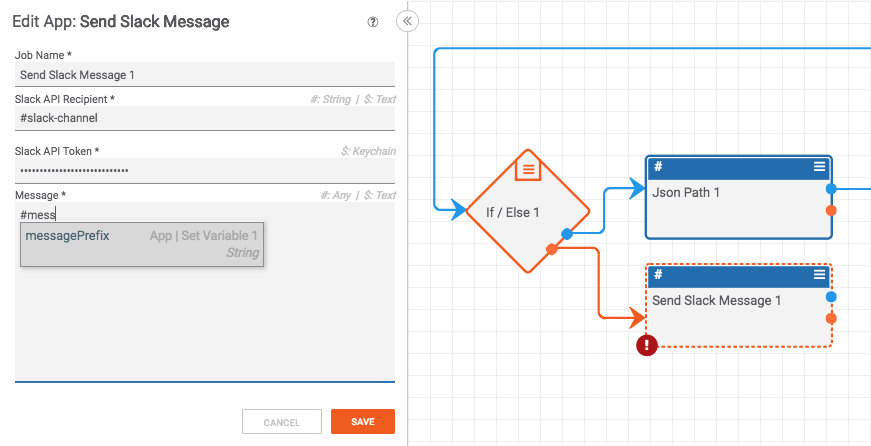 Edit App: Send Slack Message
?
Job Name *
Send Slack Message 1
Slack API Recipient *
#: String | $: Text
#slack-channel
Slack API Token *
$: Keychain
••••••••••••••••••••••••••••
Message *
#: Any | $: Text
#mess
messagePrefix
App | Set Variable 1
String
CANCEL
SAVE
If / Else 1
#
Json Path 1
#
Send Slack Message 1
!